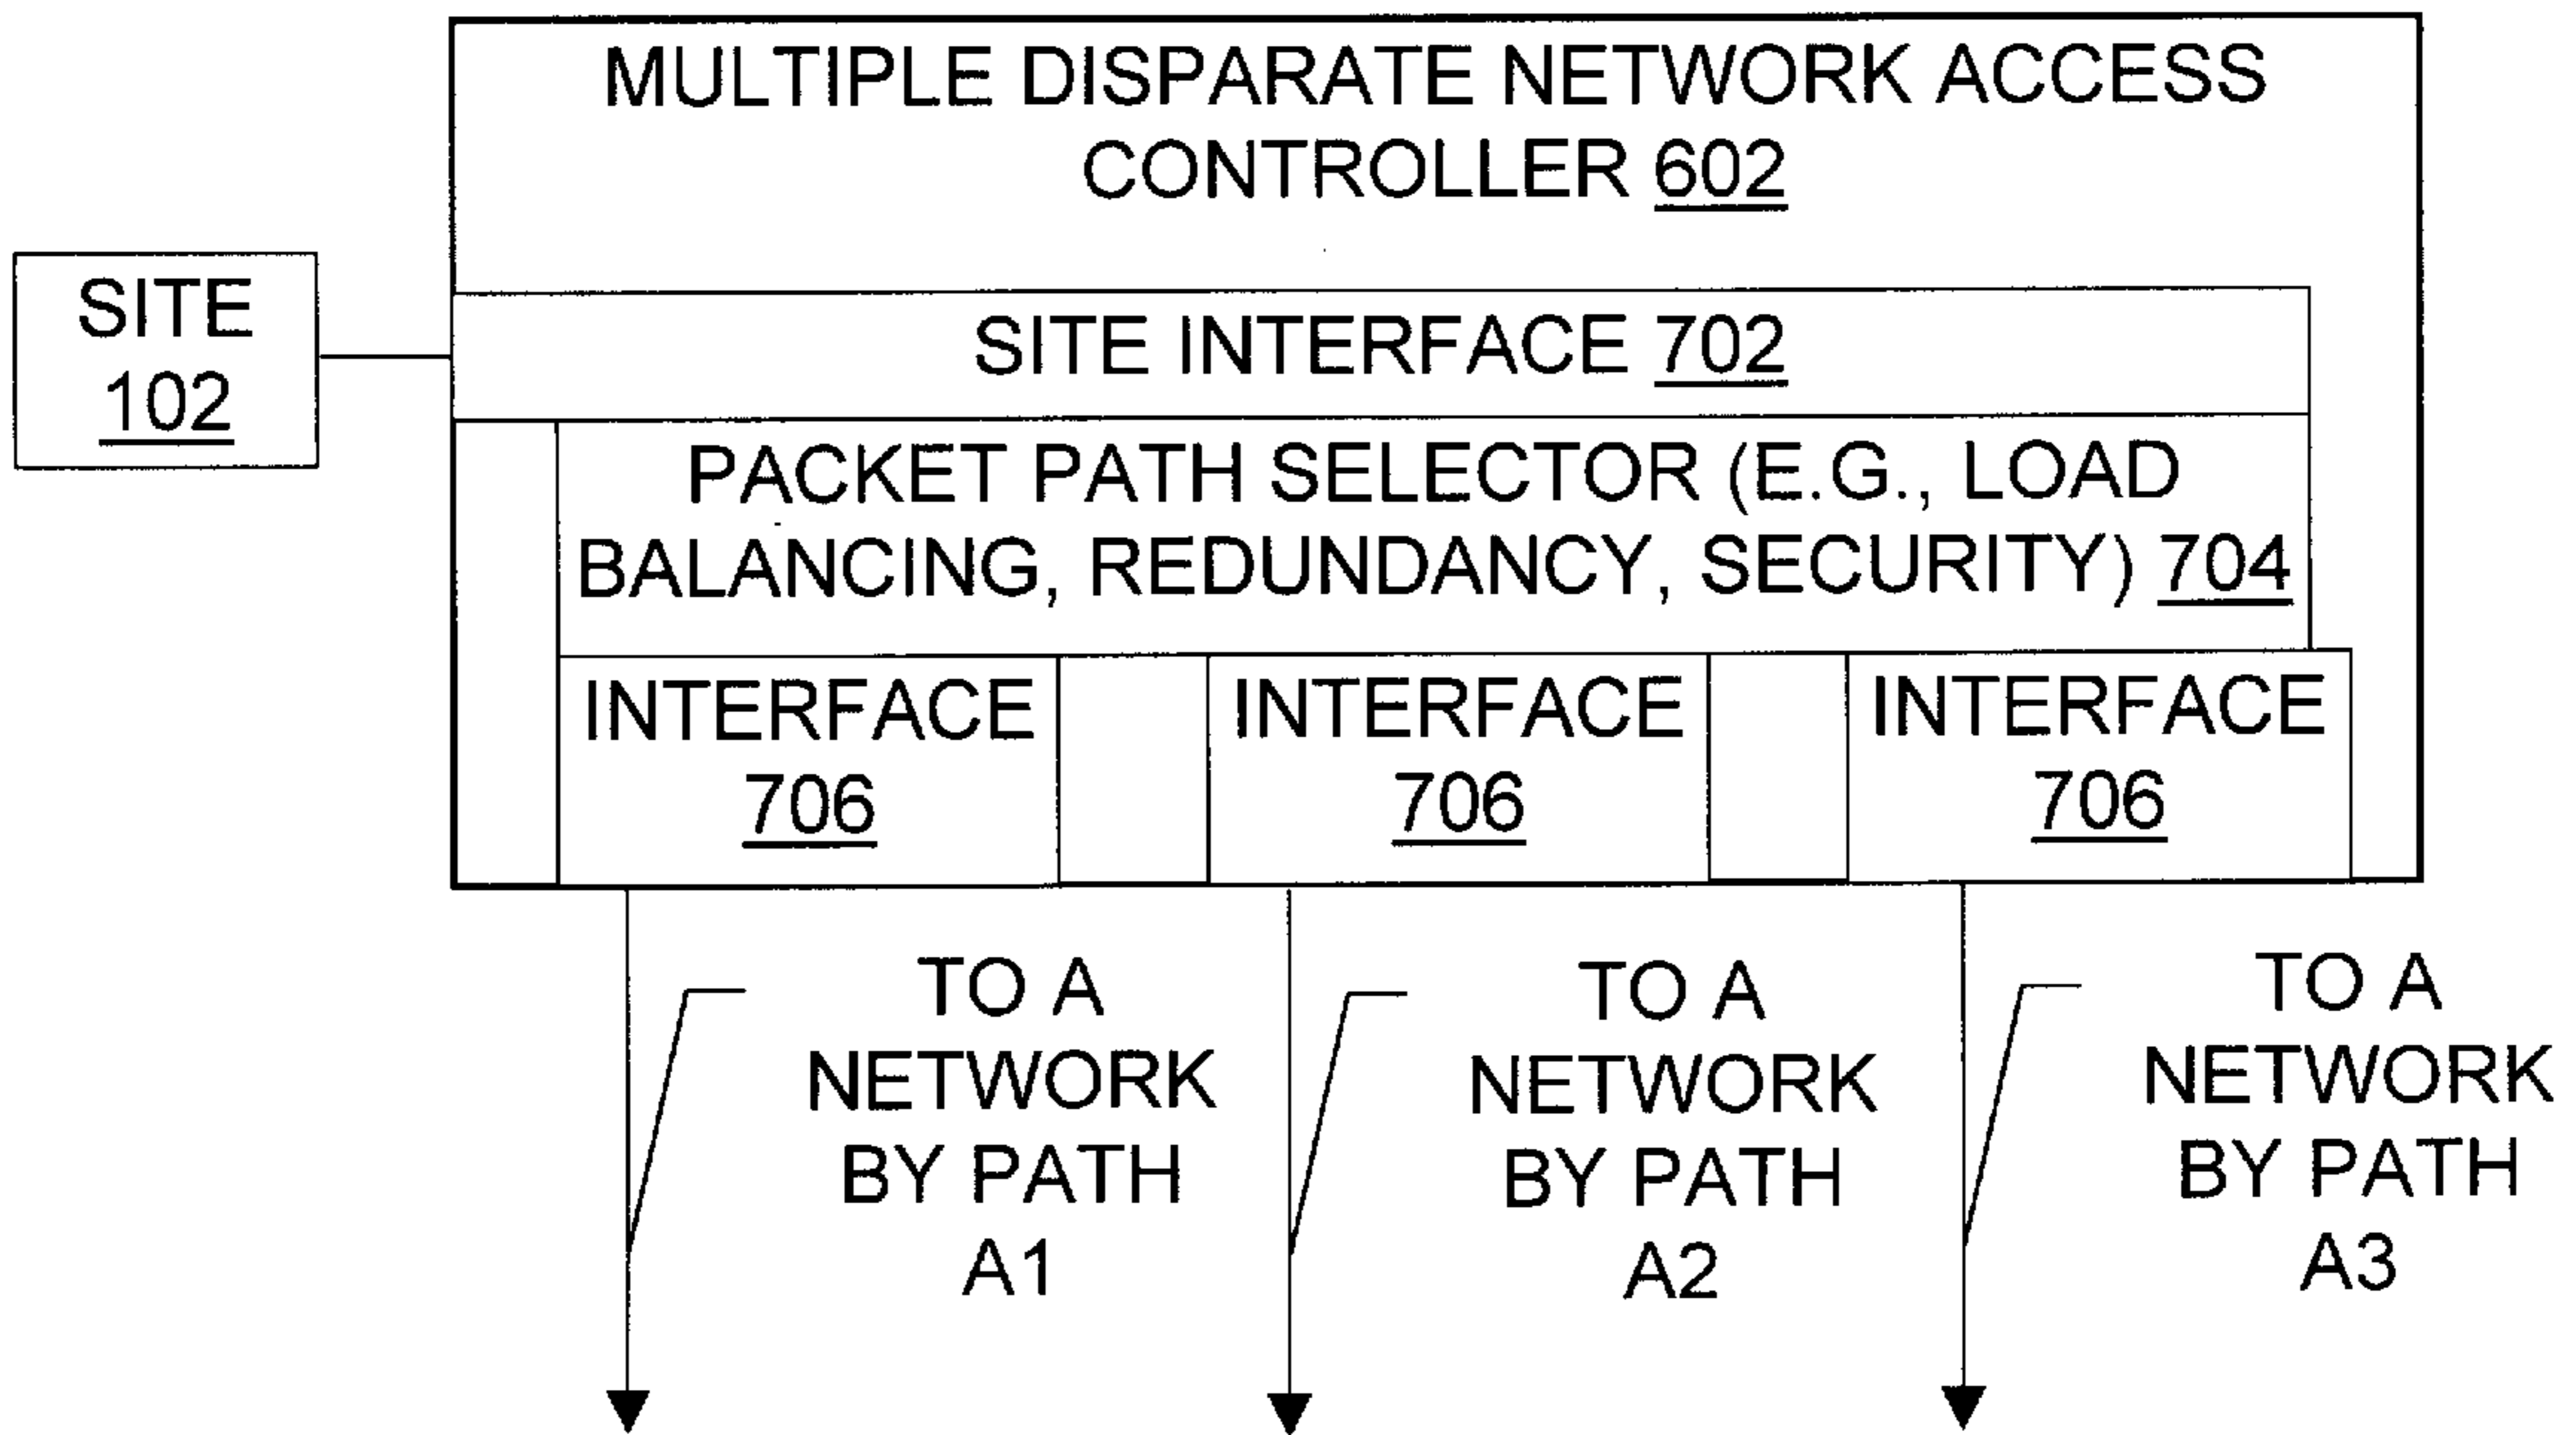 MULTIPLE DISPARATE NETWORK ACCESS
CONTROLLER 602
SITE
102
SITE INTERFACE 702
PACKET PATH SELECTOR (E.G., LOAD
BALANCING, REDUNDANCY, SECURITY) 704
INTERFACE
706
INTERFACE
706
INTERFACE
706
TO A
NETWORK
BY PATH
A1
TO A
NETWORK
BY PATH
A2
TO A
NETWORK
BY PATH
A3